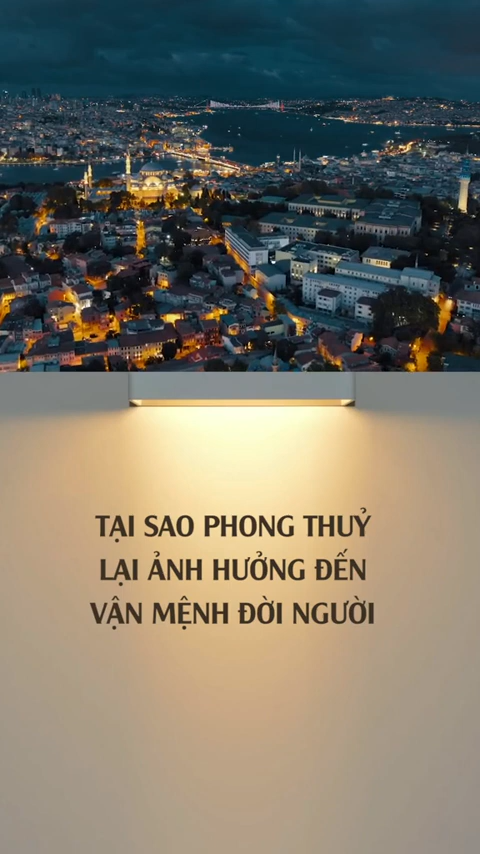 TẠI SAO PHONG THUỶ
LẠI ẢNH HƯỞNG ĐẾN
VẬN MỆNH ĐỜI NGƯỜI